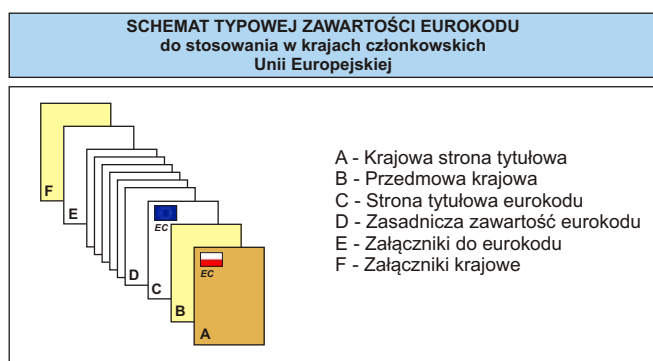 SCHEMAT TYPOWEJ ZAWARTOŚCI EUROKODU
do stosowania w krajach członkowskich
Unii Europejskiej
F
E
D
EC
C
B
EC
A
A - Krajowa strona tytułowa
B - Przedmowa krajowa
C - Strona tytułowa eurokodu
D - Zasadnicza zawartość eurokodu
E - Załączniki do eurokodu
F - Załączniki krajowe